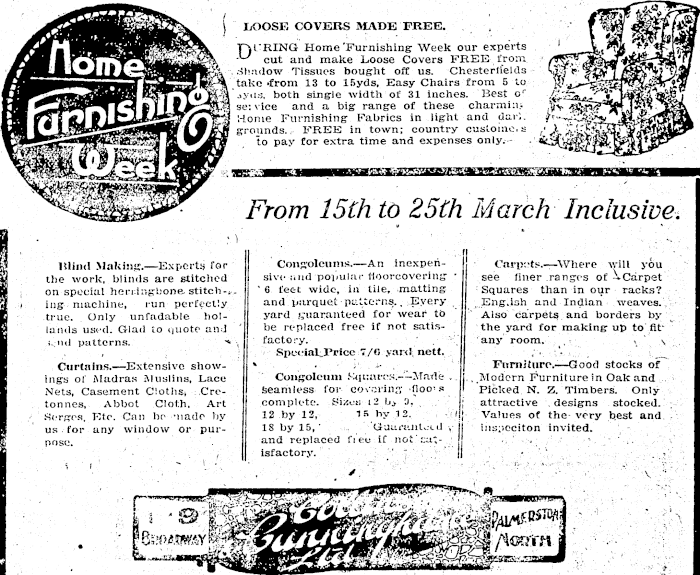 Home
Furnishing
Week
LOOSE COVERS MADE FREE.
DURING Home Furnishing Week our experts
cut and make Loose Covers FREE from
Shadow Tissues bought off us. Chesterfields
take from 13 to 15yds, Easy Chairs from 5 to
both single width of 31 inches. Best of
service and a big range of these charming
Home Furnishing Fabrics in light and dark
grounds. FREE in town; country customers
to pay for extra time and expenses only.
From 15th to 25th March Inclusive.
Blind Making.—Experts for
the work, blinds are stitched
on special herringbone stitch-
ing machine, run perfectly
true. Only unfadable hol-
lands used. Glad to quote and
send patterns.
Curtains.—Extensive show-
ings of Madras Muslins, Lace
Nets, Casement Cloths, Cre-
tonnes, Abbot Cloth, Art
Serges, Etc. Can be made by
us for any window or pur-
pose.
Congoleums.—An inexpen-
sive and popular floorcovering
6 feet wide, in tile, matting
and parquet patterns. Every
yard guaranteed for wear to
be replaced free if not satis-
factory.
Special Price 7/6 yard nett.
Congoleum Squares.—Made
seamless for covering floors
complete. Sizes 12 by 9,
12 by 12, 15 by 12.
18 by 15, Guaranteed
and replaced free if not sat-
isfactory.
Carpets.—Where will you
see finer ranges of Carpet
Squares than in our racks?
English and Indian weaves.
Also carpets and borders by
the yard for making up to fit
any room.
Furniture.—Good stocks of
Modern Furniture in Oak and
Picked N. Z. Timbers. Only
attractive designs stocked.
Values of the very best and
inspeciton invited.
BROADWAY
Cunninghame
Ltd
PALMERSTON
NORTH